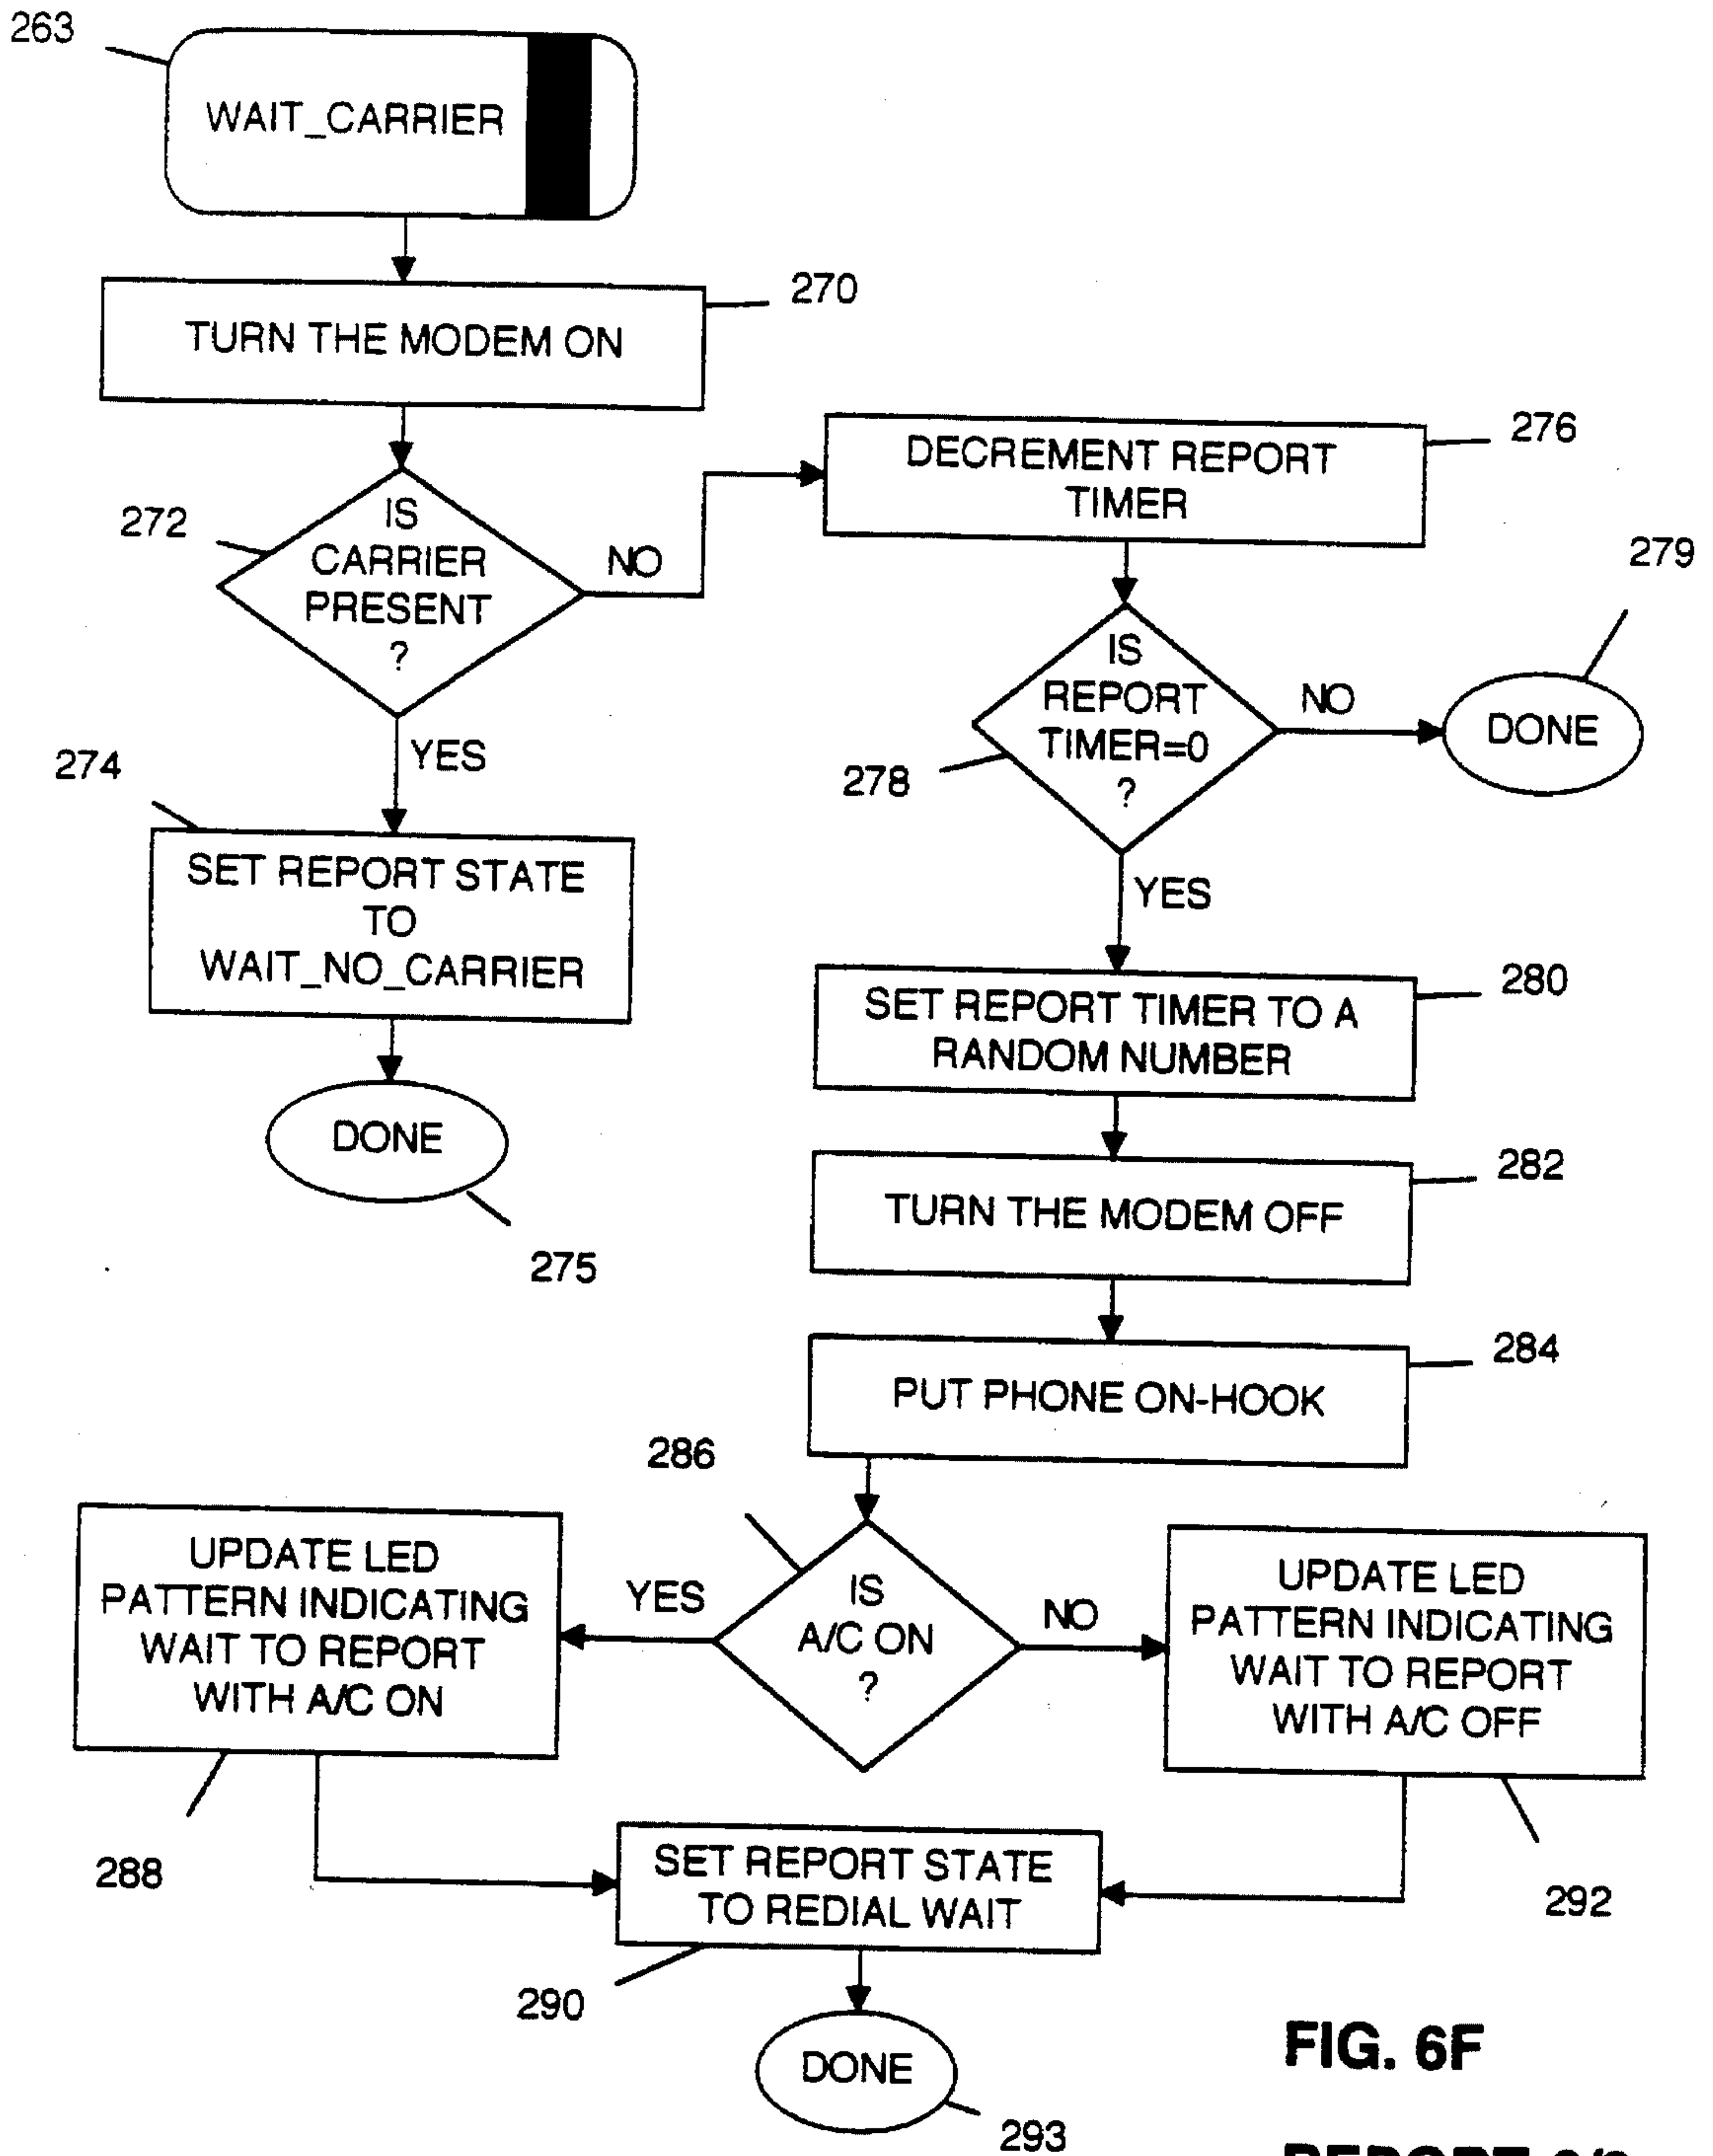 263
WAIT_CARRIER
270
TURN THE MODEM ON
276
DECREMENT REPORT
TIMER
272
IS
CARRIER
PRESENT
?
NO
279
IS
REPORT
TIMER=0
?
NO
DONE
278
274
YES
SET REPORT STATE
TO
WAIT_NO_CARRIER
YES
280
SET REPORT TIMER TO A
RANDOM NUMBER
DONE
275
282
TURN THE MODEM OFF
284
PUT PHONE ON-HOOK
286
UPDATE LED
PATTERN INDICATING
WAIT TO REPORT
WITH A/C ON
YES
IS
A/C ON
?
NO
UPDATE LED
PATTERN INDICATING
WAIT TO REPORT
WITH A/C OFF
288
SET REPORT STATE
TO REDIAL WAIT
292
290
DONE
293
FIG. 6F